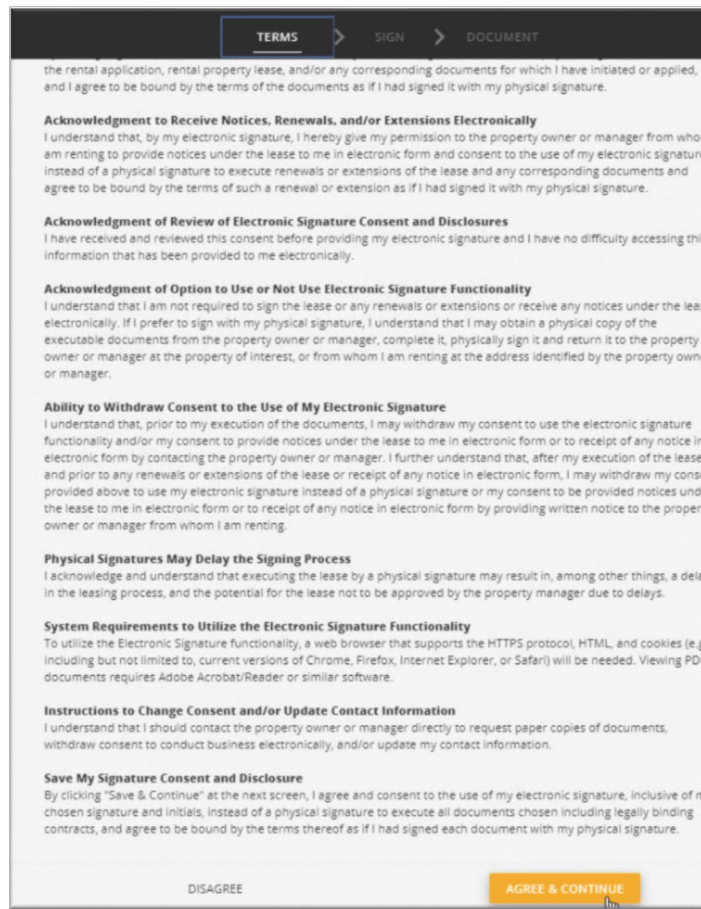 TERMS
SIGN
DOCUMENT
the rental application, rental property lease, and/or any corresponding documents for which I have initiated or applied,
and I agree to be bound by the terms of the documents as if I had signed it with my physical signature.
Acknowledgment to Receive Notices, Renewals, and/or Extensions Electronically
I understand that, by my electronic signature, I hereby give my permission to the property owner or manager from who
am renting to provide notices under the lease to me in electronic form and consent to the use of my electronic signatur
instead of a physical signature to execute renewals or extensions of the lease and any corresponding documents and
agree to be bound by the terms of such a renewal or extension as if I had signed it with my physical signature.
Acknowledgment of Review of Electronic Signature Consent and Disclosures
I have received and reviewed this consent before providing my electronic signature and I have no difficulty accessing thi
information that has been provided to me electronically.
Acknowledgment of Option to Use or Not Use Electronic Signature Functionality
I understand that I am not required to sign the lease or any renewals or extensions or receive any notices under the leas
electronically. If I prefer to sign with my physical signature, I understand that I may obtain a physical copy of the
executable documents from the property owner or manager, complete it, physically sign it and return it to the property
owner or manager at the property of interest, or from whom I am renting at the address identified by the property own
or manager.
Ability to Withdraw Consent to the Use of My Electronic Signature
I understand that, prior to my execution of the documents, I may withdraw my consent to use the electronic signature
functionality and/or my consent to provide notices under the lease to me in electronic form or to receipt of any notice in
electronic form by contacting the property owner or manager. I further understand that, after my execution of the lease
and prior to any renewals or extensions of the lease or receipt of any notice in electronic form, I may withdraw my conse
provided above to use my electronic signature instead of a physical signature or my consent to be provided notices und
the lease to me in electronic form or to receipt of any notice in electronic form by providing written notice to the proper
owner or manager from whom I am renting.
Physical Signatures May Delay the Signing Process
I acknowledge and understand that executing the lease by a physical signature may result in, among other things, a dela
in the leasing process, and the potential for the lease not to be approved by the property manager due to delays.
System Requirements to Utilize the Electronic Signature Functionality
To utilize the Electronic Signature functionality, a web browser that supports the HTTPS protocol, HTML, and cookies (e.g
including but not limited to, current versions of Chrome, Firefox, Internet Explorer, or Safari) will be needed. Viewing PD
documents requires Adobe Acrobat/Reader or similar software.
Instructions to Change Consent and/or Update Contact Information
I understand that I should contact the property owner or manager directly to request paper copies of documents,
withdraw consent to conduct business electronically, and/or update my contact information.
Save My Signature Consent and Disclosure
By clicking "Save & Continue" at the next screen, I agree and consent to the use of my electronic signature, inclusive of m
chosen signature and initials, instead of a physical signature to execute all documents chosen including legally binding
contracts, and agree to be bound by the terms thereof as if I had signed each document with my physical signature.
DISAGREE
AGREE & CONTINUE